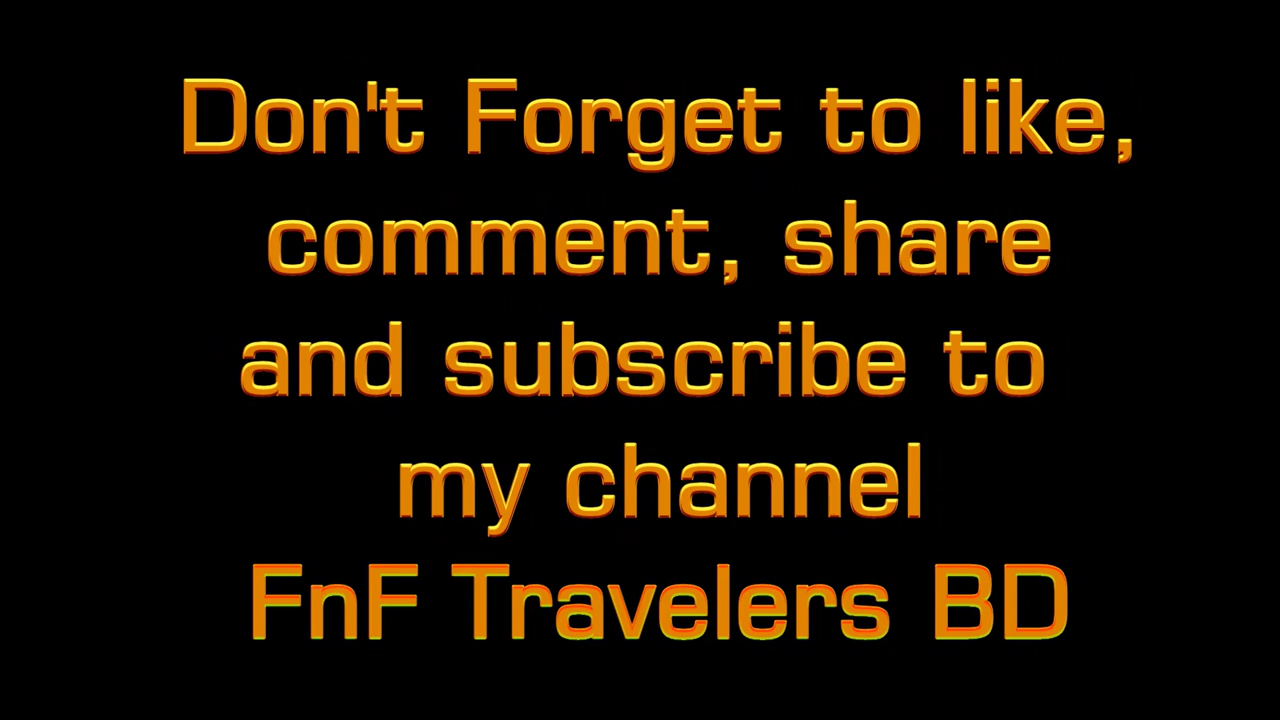 Don't Forget to like,
comment, share
and subscribe to
my channel
FnF Travelers BD